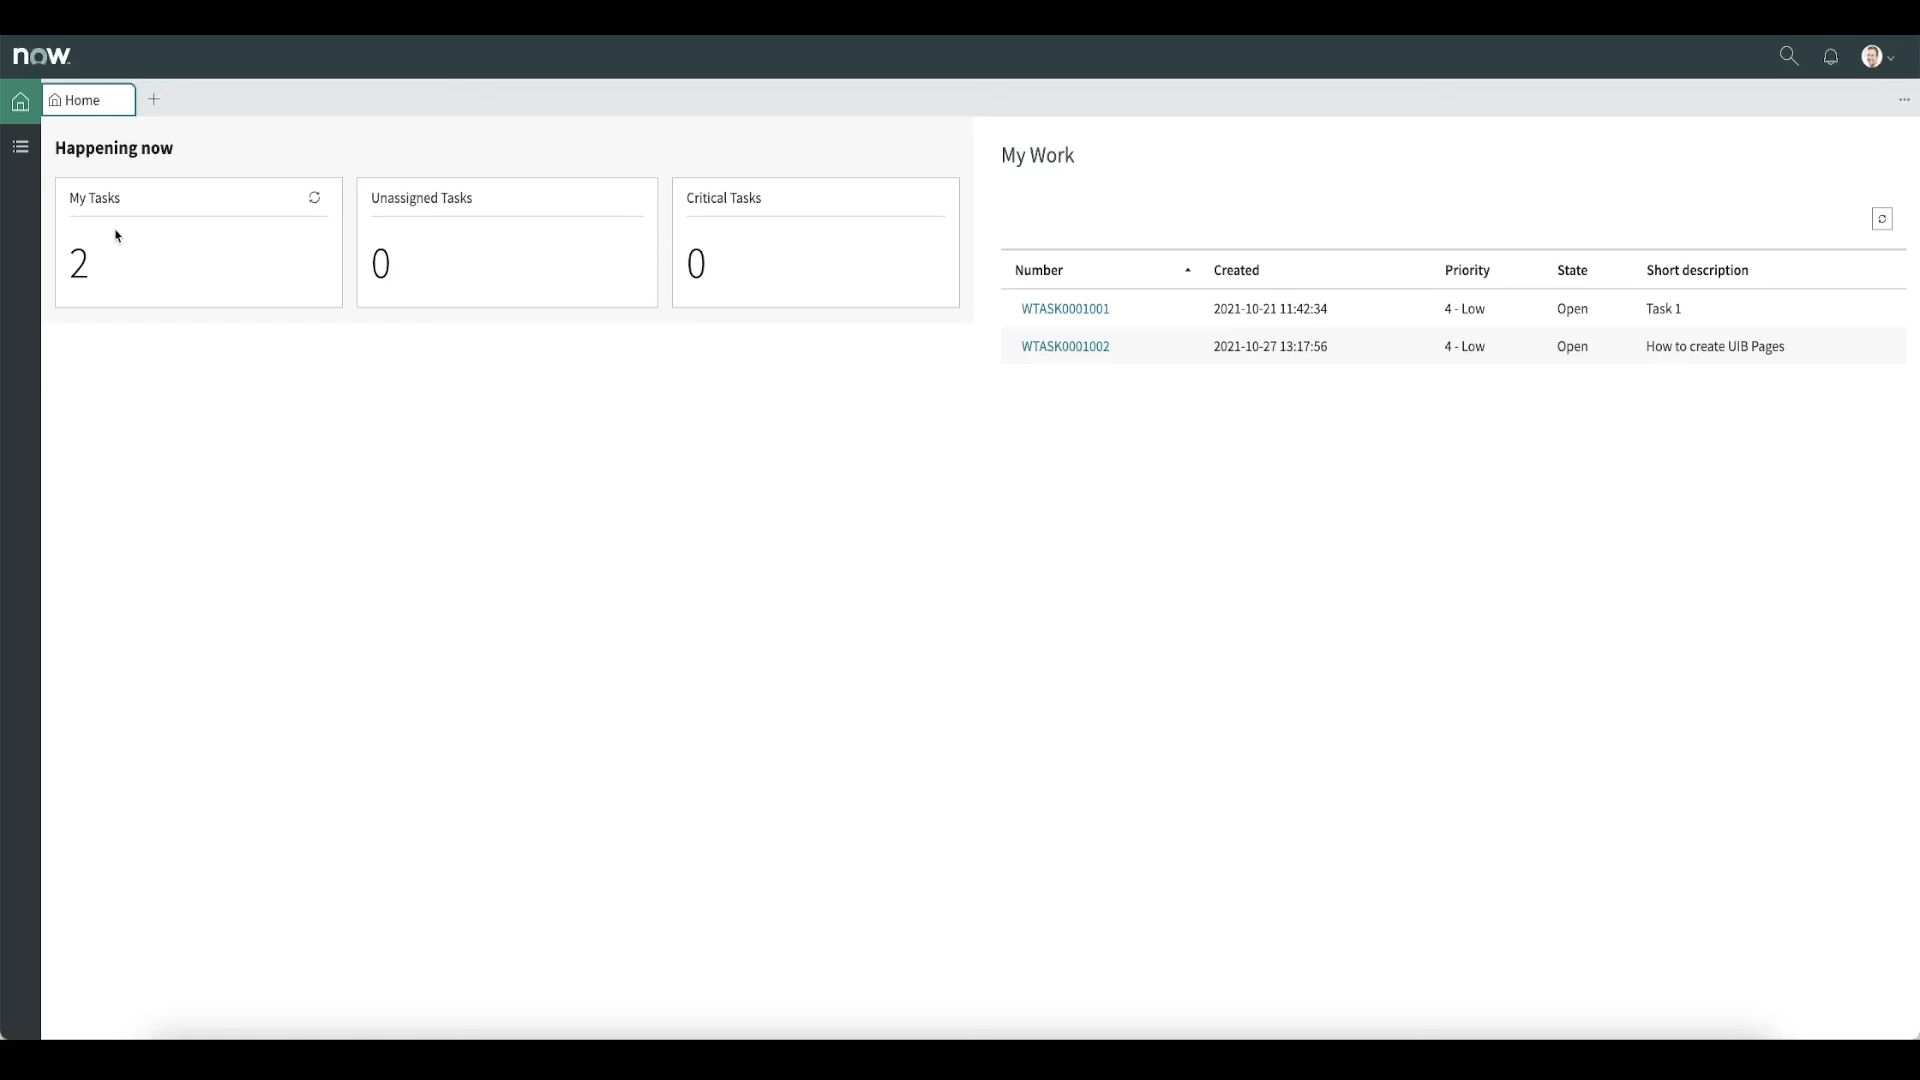 now.
Home
Happening now
My Tasks
2
Unassigned Tasks
0
Critical Tasks
0
My Work
Number Created Priority State Short description
WTASK0001001 2021-10-21 11:42:34 4 - Low Open Task 1
WTASK0001002 2021-10-27 13:17:56 4 - Low Open How to create UIB Pages